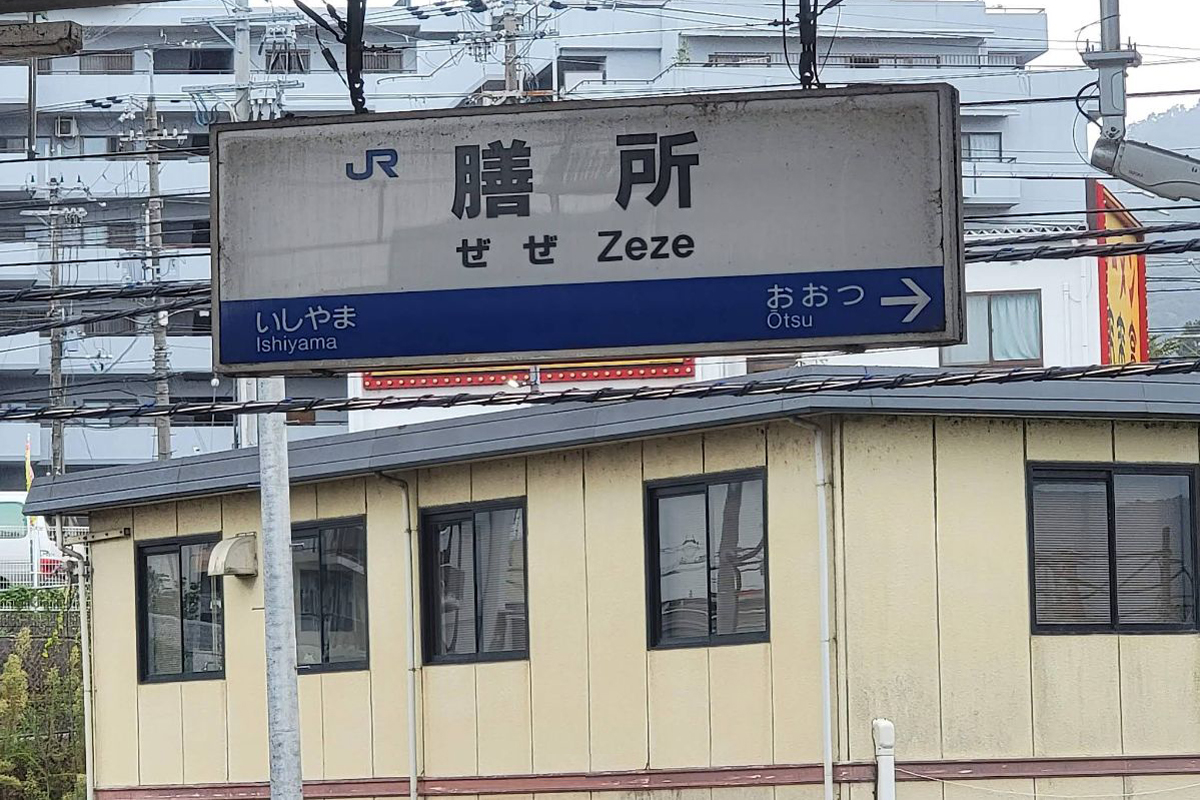 JR 膳所
ぜぜ Zeze
いしやま
Ishiyama
おおつ →
Ōtsu